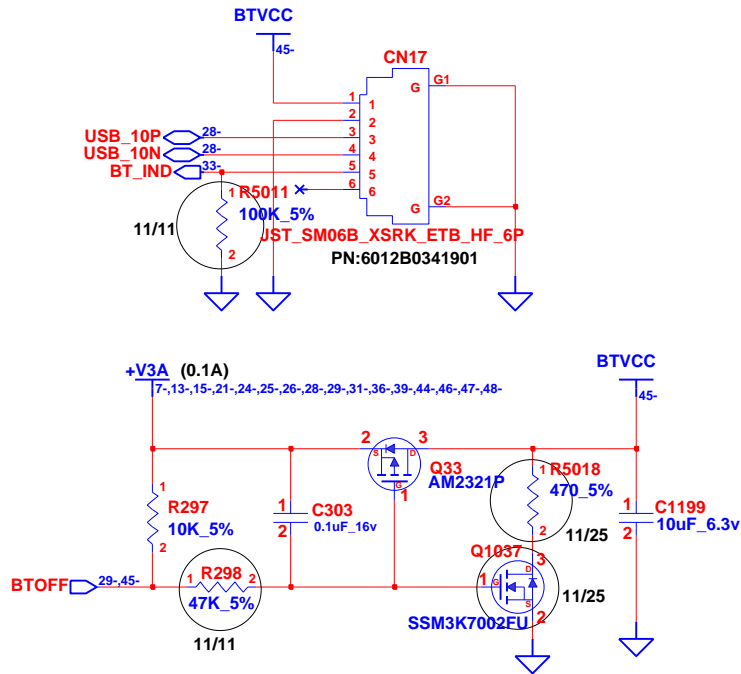 BTVCC
45-
CN17
G G1
1 1
2 2
USB_10P 28- 3 3
USB_10N 28- 4 4
BT_IND 33- 5 5
6 6
G G2
1 R5011
100K_5%
11/11
2
JST_SM06B_XSRK_ETB_HF_6P
PN:6012B0341901
+V3A (0.1A)
7-,13-,15-,21-,24-,25-,26-,28-,29-,31-,36-,39-,44-,46-,47-,48-
BTVCC
45-
2 3
S D
G
1
Q33
AM2321P
1 R5018
470_5%
2
11/25
1 R297
10K_5%
2
1 C303
2 0.1uF_16v
1 C1199
2 10uF_6.3v
Q1037
3
D
1 G
S
2
11/25
SSM3K7002FU
BTOFF 29-,45-
1 R298 2
47K_5%
11/11